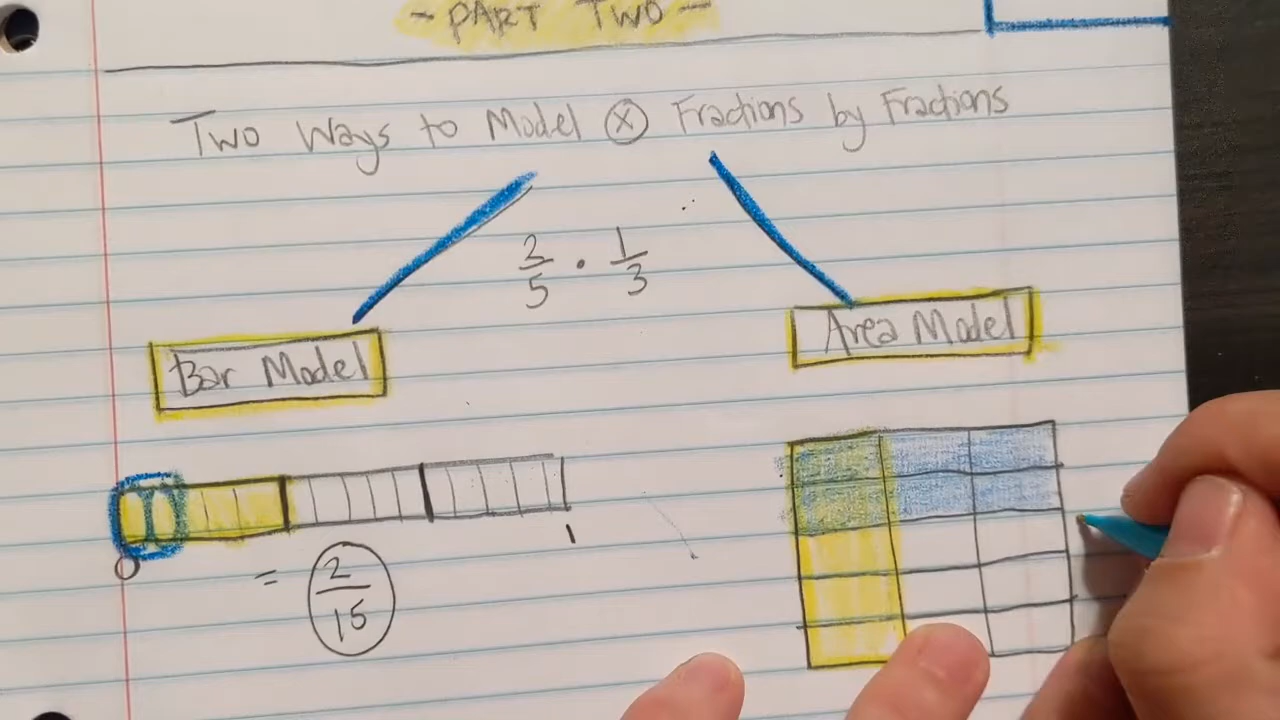 - PART TWO -
Two Ways to Model ⓧ Fractions by Fractions
2/5 · 1/3
Bar Model
Area Model
0
1
= 2/15